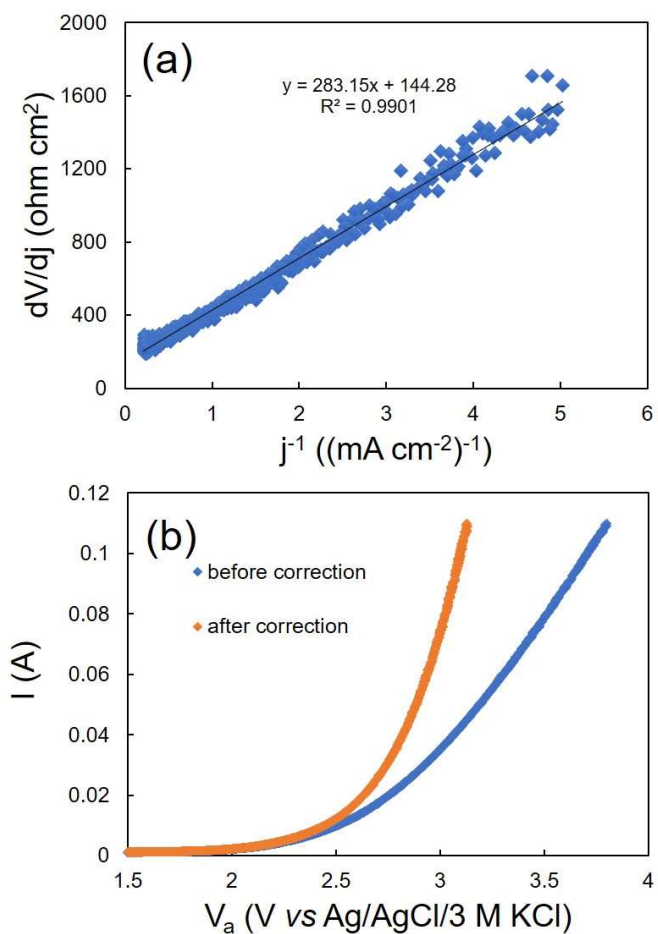 (a)
y = 283.15x + 144.28
R² = 0.9901
2000
1600
1200
800
400
0
0 1 2 3 4 5 6
dV/dj (ohm cm²)
j⁻¹ ((mA cm⁻²)⁻¹)
(b)
before correction
after correction
0.12
0.1
0.08
0.06
0.04
0.02
0
1.5 2 2.5 3 3.5 4
I (A)
Vₐ (V vs Ag/AgCl/3 M KCl)